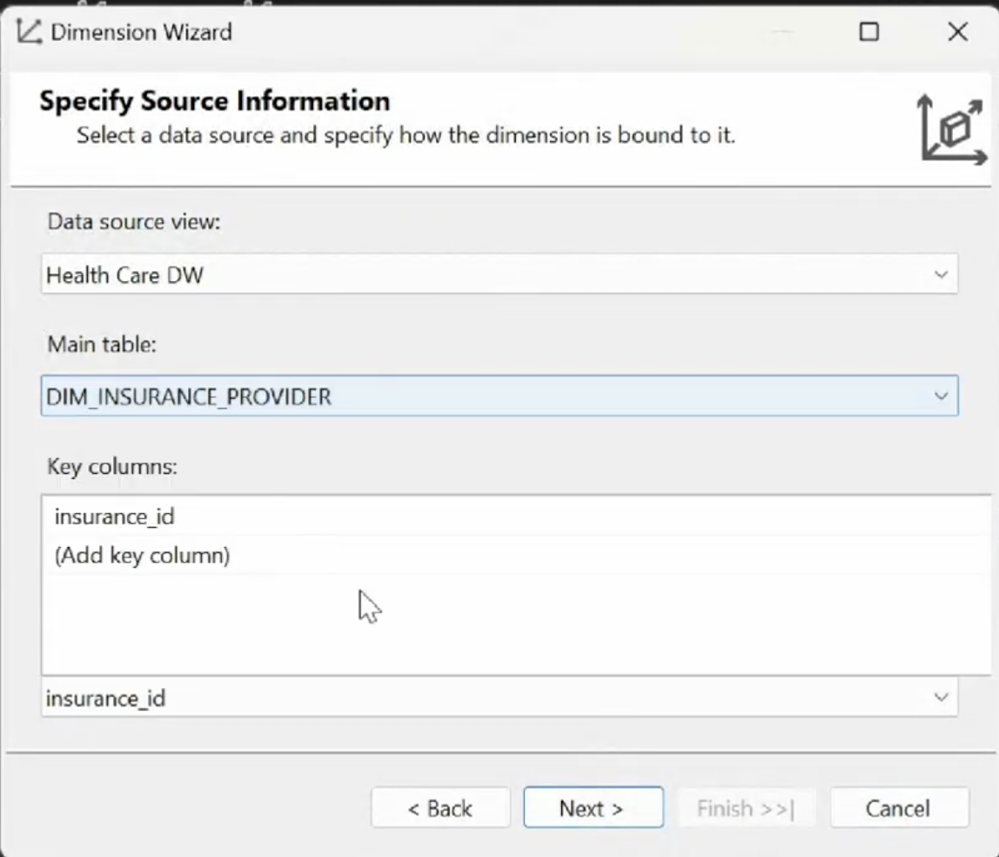 Dimension Wizard
Specify Source Information
Select a data source and specify how the dimension is bound to it.
Data source view:
Health Care DW
Main table:
DIM_INSURANCE_PROVIDER
Key columns:
insurance_id
(Add key column)
insurance_id
< Back
Next >
Finish >>|
Cancel